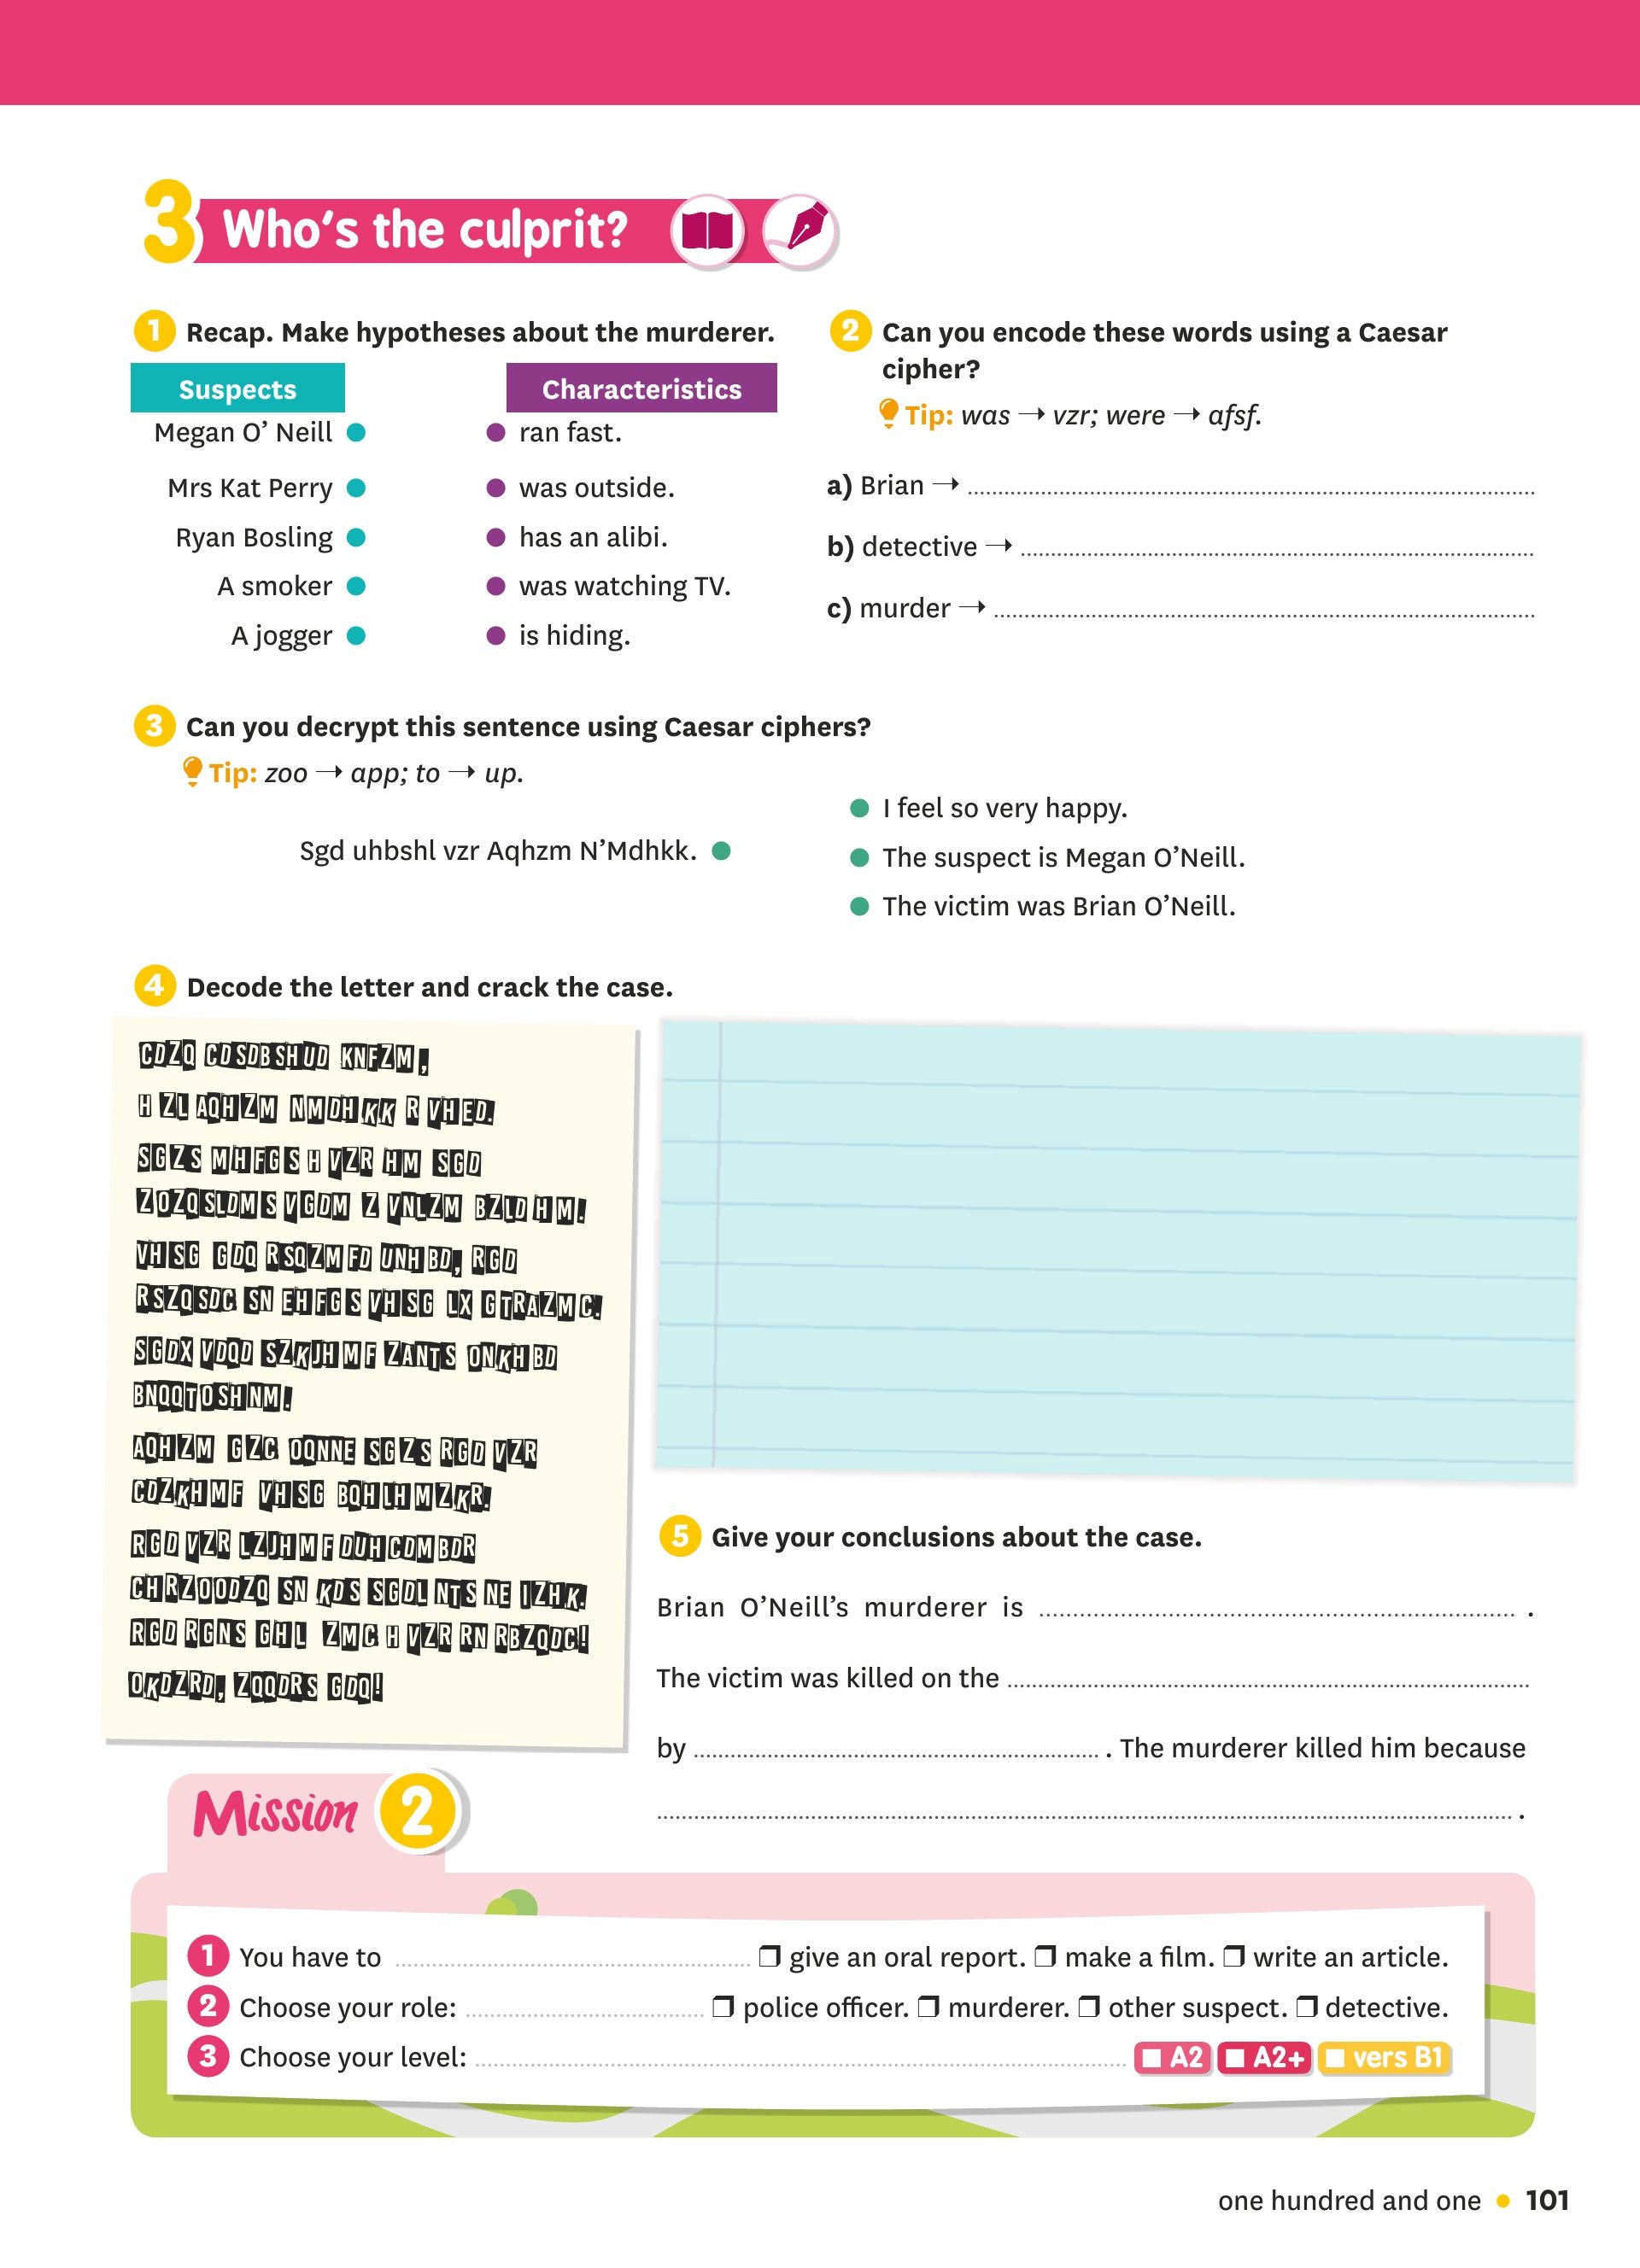 3 Who's the culprit?
1 Recap. Make hypotheses about the murderer.
Suspects
Characteristics
Megan O' Neill
ran fast.
Mrs Kat Perry
was outside.
Ryan Bosling
has an alibi.
A smoker
was watching TV.
A jogger
is hiding.
2 Can you encode these words using a Caesar
cipher?
Tip: was → vzr; were → afsf.
a) Brian →
b) detective →
c) murder →
3 Can you decrypt this sentence using Caesar ciphers?
Tip: zoo → app; to → up.
Sgd uhbshl vzr Aqhzm N'Mdhkk.
I feel so very happy.
The suspect is Megan O'Neill.
The victim was Brian O'Neill.
4 Decode the letter and crack the case.
CDZQ CDSDBSHUD KNFZM,
H ZL AQHZM NMDHKK R VHED.
SGZS MHFGS H VZR HM SGD
ZOZQSLDMS VGDM Z VNLZM BZLD HM.
VHSG GDQ RSQZMFD UNHBD, RGD
RSZQSDC SN EHFGS VHSG LX GTRAZMC.
SGDX VDQD SZKJHMF ZANTS ONKHBD
BNQQTOSHNM.
AQHZM GZC OQNNE SGZS RGD VZR
CDZKHMF VHSG BQHLHMZKR.
RGD VZR LZJHMF DUHCDMBDR
CHRZOODZQ SN KDS SGDL NTS NE IZHK.
RGD RGNS GHL ZMC H VZR RN RBZQDC!
OKDZRD, ZQQDRS GDQ!
5 Give your conclusions about the case.
Brian O'Neill's murderer is .
The victim was killed on the
by . The murderer killed him because
.
Mission 2
1 You have to ❒ give an oral report. ❒ make a film. ❒ write an article.
2 Choose your role: ❒ police officer. ❒ murderer. ❒ other suspect. ❒ detective.
3 Choose your level: ■ A2 ■ A2+ ■ vers B1
one hundred and one • 101